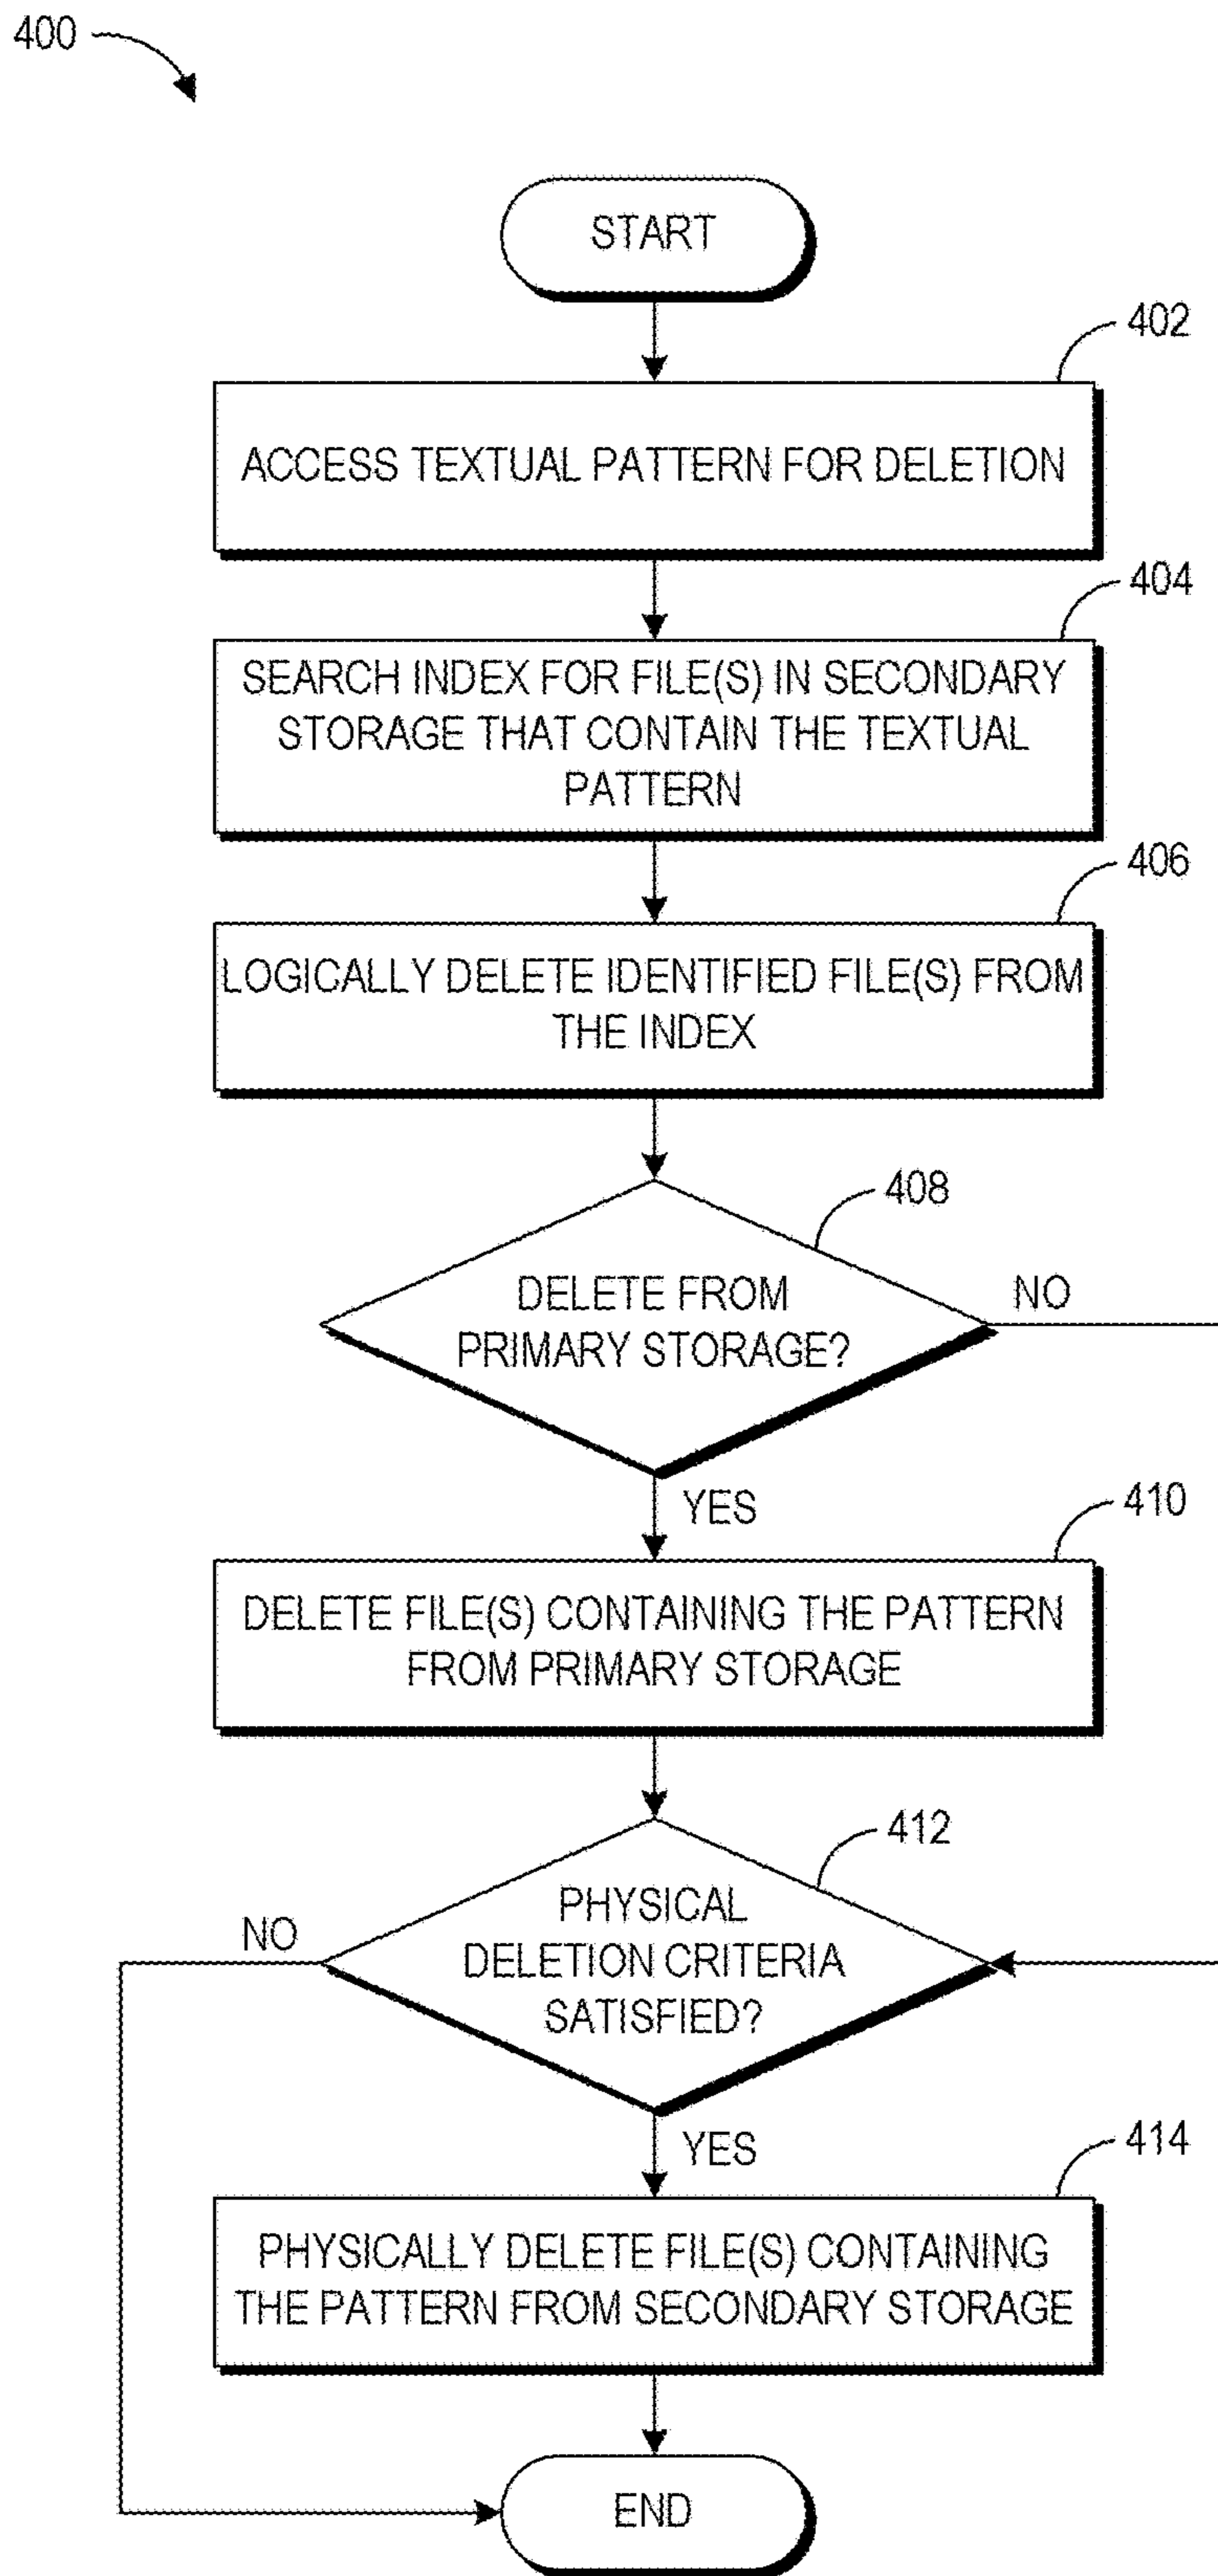 400
START
402
ACCESS TEXTUAL PATTERN FOR DELETION
404
SEARCH INDEX FOR FILE(S) IN SECONDARY
STORAGE THAT CONTAIN THE TEXTUAL
PATTERN
406
LOGICALLY DELETE IDENTIFIED FILE(S) FROM
THE INDEX
408
DELETE FROM
PRIMARY STORAGE?
NO
YES
410
DELETE FILE(S) CONTAINING THE PATTERN
FROM PRIMARY STORAGE
412
PHYSICAL
DELETION CRITERIA
SATISFIED?
NO
YES
414
PHYSICALLY DELETE FILE(S) CONTAINING
THE PATTERN FROM SECONDARY STORAGE
END